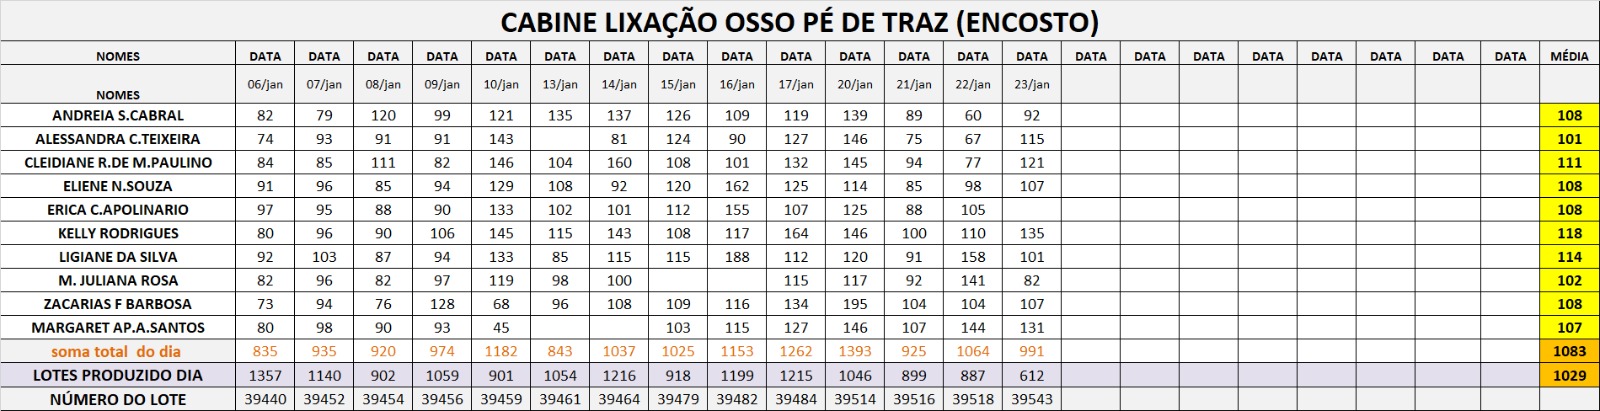 CABINE LIXAÇÃO OSSO PÉ DE TRAZ (ENCOSTO)
NOMES DATA DATA DATA DATA DATA DATA DATA DATA DATA DATA DATA DATA DATA DATA DATA DATA DATA DATA DATA DATA DATA DATA MÉDIA
NOMES 06/jan 07/jan 08/jan 09/jan 10/jan 13/jan 14/jan 15/jan 16/jan 17/jan 20/jan 21/jan 22/jan 23/jan
ANDREIA S.CABRAL 82 79 120 99 121 135 137 126 109 119 139 89 60 92 108
ALESSANDRA C.TEIXEIRA 74 93 91 91 143 81 124 90 127 146 75 67 115 101
CLEIDIANE R.DE M.PAULINO 84 85 111 82 146 104 160 108 101 132 145 94 77 121 111
ELIENE N.SOUZA 91 96 85 94 129 108 92 120 162 125 114 85 98 107 108
ERICA C.APOLINARIO 97 95 88 90 133 102 101 112 155 107 125 88 105 108
KELLY RODRIGUES 80 96 90 106 145 115 143 108 117 164 146 100 110 135 118
LIGIANE DA SILVA 92 103 87 94 133 85 115 115 188 112 120 91 158 101 114
M. JULIANA ROSA 82 96 82 97 119 98 100 115 117 92 141 82 102
ZACARIAS F BARBOSA 73 94 76 128 68 96 108 109 116 134 195 104 104 107 108
MARGARET AP.A.SANTOS 80 98 90 93 45 103 115 127 146 107 144 131 107
soma total do dia 835 935 920 974 1182 843 1037 1025 1153 1262 1393 925 1064 991 1083
LOTES PRODUZIDO DIA 1357 1140 902 1059 901 1054 1216 918 1199 1215 1046 899 887 612 1029
NÚMERO DO LOTE 39440 39452 39454 39456 39459 39461 39464 39479 39482 39484 39514 39516 39518 39543